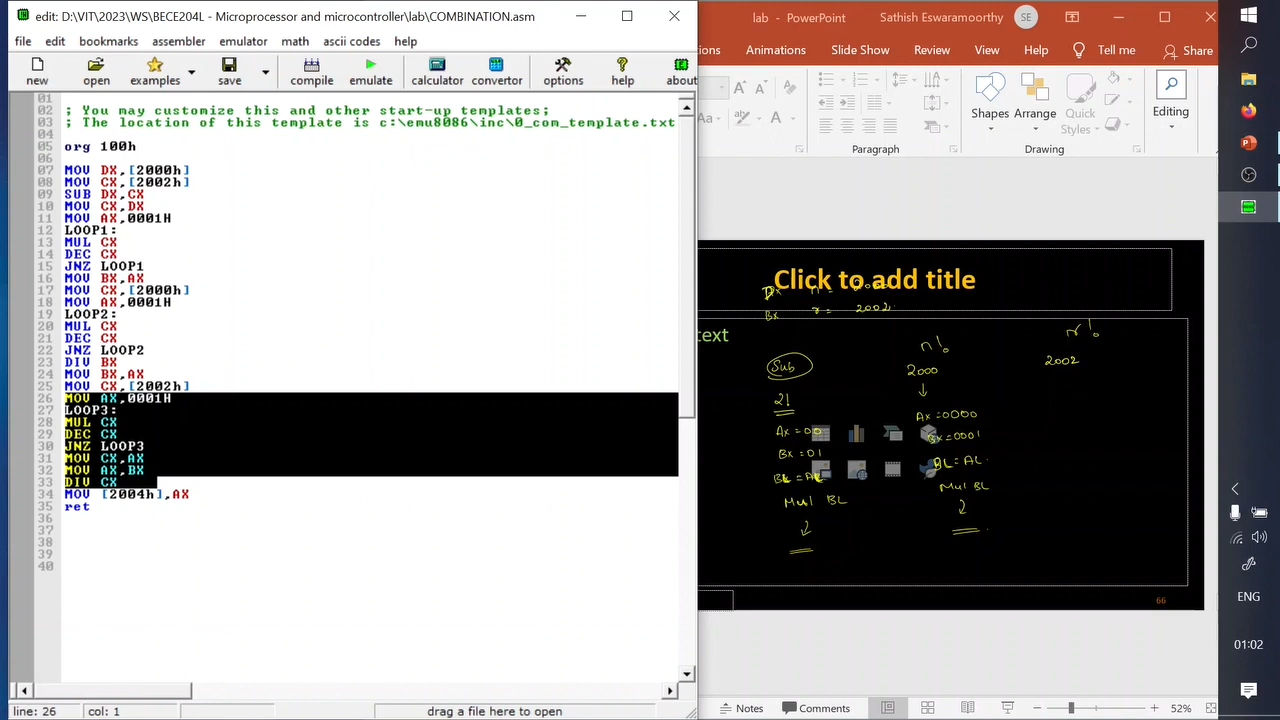 edit: D:\VIT\2023\WS\BECE204L - Microprocessor and microcontroller\lab\COMBINATION.asm
file edit bookmarks assembler emulator math ascii codes help
new open examples save compile emulate calculator convertor options help about
01
02 ; You may customize this and other start-up templates;
03 ; The location of this template is c:\emu8086\inc\0_com_template.txt
04
05 org 100h
06
07 MOV DX,[2000h]
08 MOV CX,[2002h]
09 SUB DX,CX
10 MOV CX,DX
11 MOV AX,0001H
12 LOOP1:
13 MUL CX
14 DEC CX
15 JNZ LOOP1
16 MOV BX,AX
17 MOV CX,[2000h]
18 MOV AX,0001H
19 LOOP2:
20 MUL CX
21 DEC CX
22 JNZ LOOP2
23 DIV BX
24 MOV BX,AX
25 MOV CX,[2002h]
26 MOV AX,0001H
27 LOOP3:
28 MUL CX
29 DEC CX
30 JNZ LOOP3
31 MOV CX,AX
32 MOV AX,BX
33 DIV CX
34 MOV [2004h],AX
35 ret
36
37
38
39
40
line: 26 col: 1 drag a file here to open
lab - PowerPoint Sathish Eswaramoorthy SE
ions Animations Slide Show Review View Help Tell me Share
Shapes Arrange Quick Styles Editing
Paragraph Drawing
Click to add title
Bx r = 2002
text
n!
r!
Sub
2000
2002
2!
Ax =0000
Bx =0001
Bx = 01
BL = AL
Mul BL
Mul BL
66
Notes Comments 52%
ENG
01:02